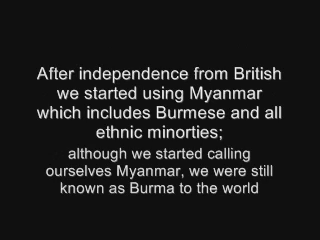 After independence from British
we started using Myanmar
which includes Burmese and all
ethnic minorties;
although we started calling
ourselves Myanmar, we were still
known as Burma to the world